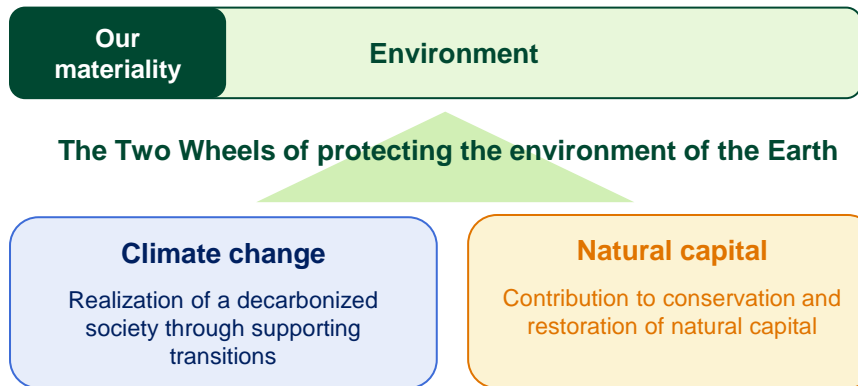 Our
materiality
Environment
The Two Wheels of protecting the environment of the Earth
Climate change
Realization of a decarbonized
society through supporting
transitions
Natural capital
Contribution to conservation and
restoration of natural capital